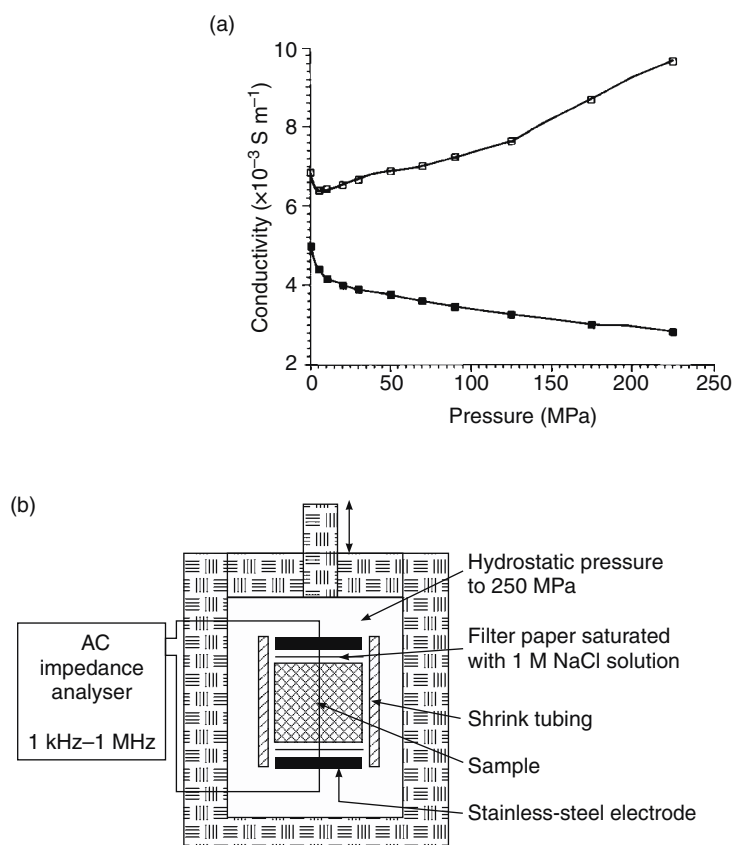 (a)
10
8
6
4
2
Conductivity (×10⁻³ S m⁻¹)
0 50 100 150 200 250
Pressure (MPa)
(b)
Hydrostatic pressure
to 250 MPa
Filter paper saturated
with 1 M NaCl solution
AC
impedance
analyser
1 kHz–1 MHz
Shrink tubing
Sample
Stainless-steel electrode